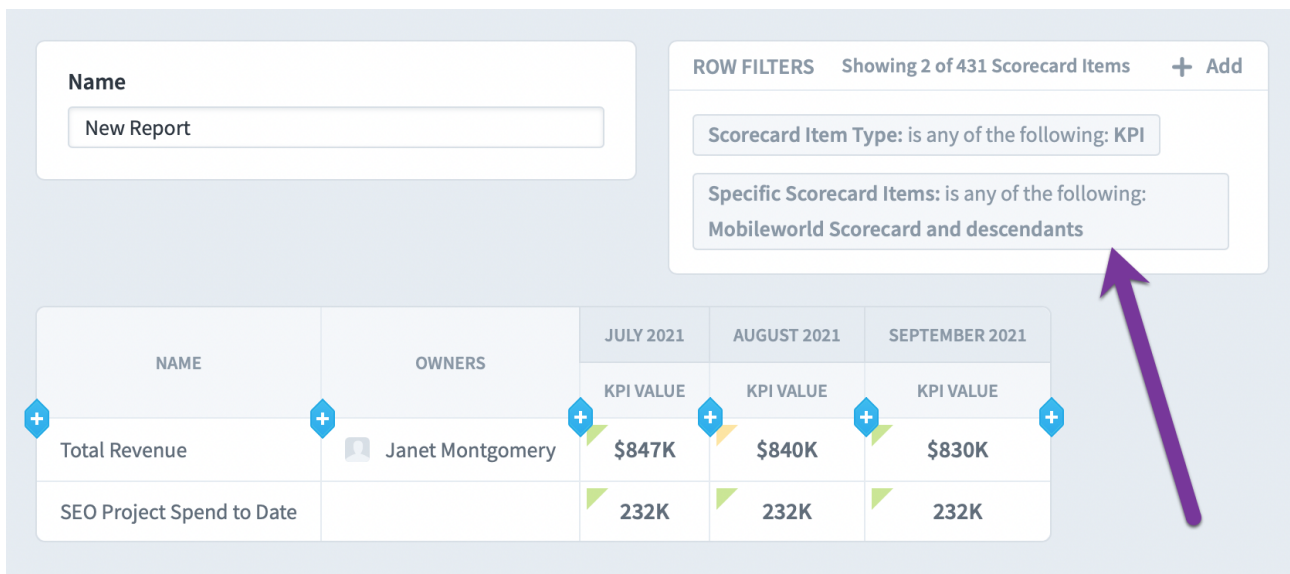 Name
New Report
ROW FILTERS Showing 2 of 431 Scorecard Items + Add
Scorecard Item Type: is any of the following: KPI
Specific Scorecard Items: is any of the following:
Mobileworld Scorecard and descendants
NAME OWNERS JULY 2021 AUGUST 2021 SEPTEMBER 2021
KPI VALUE KPI VALUE KPI VALUE
Total Revenue Janet Montgomery $847K $840K $830K
SEO Project Spend to Date 232K 232K 232K